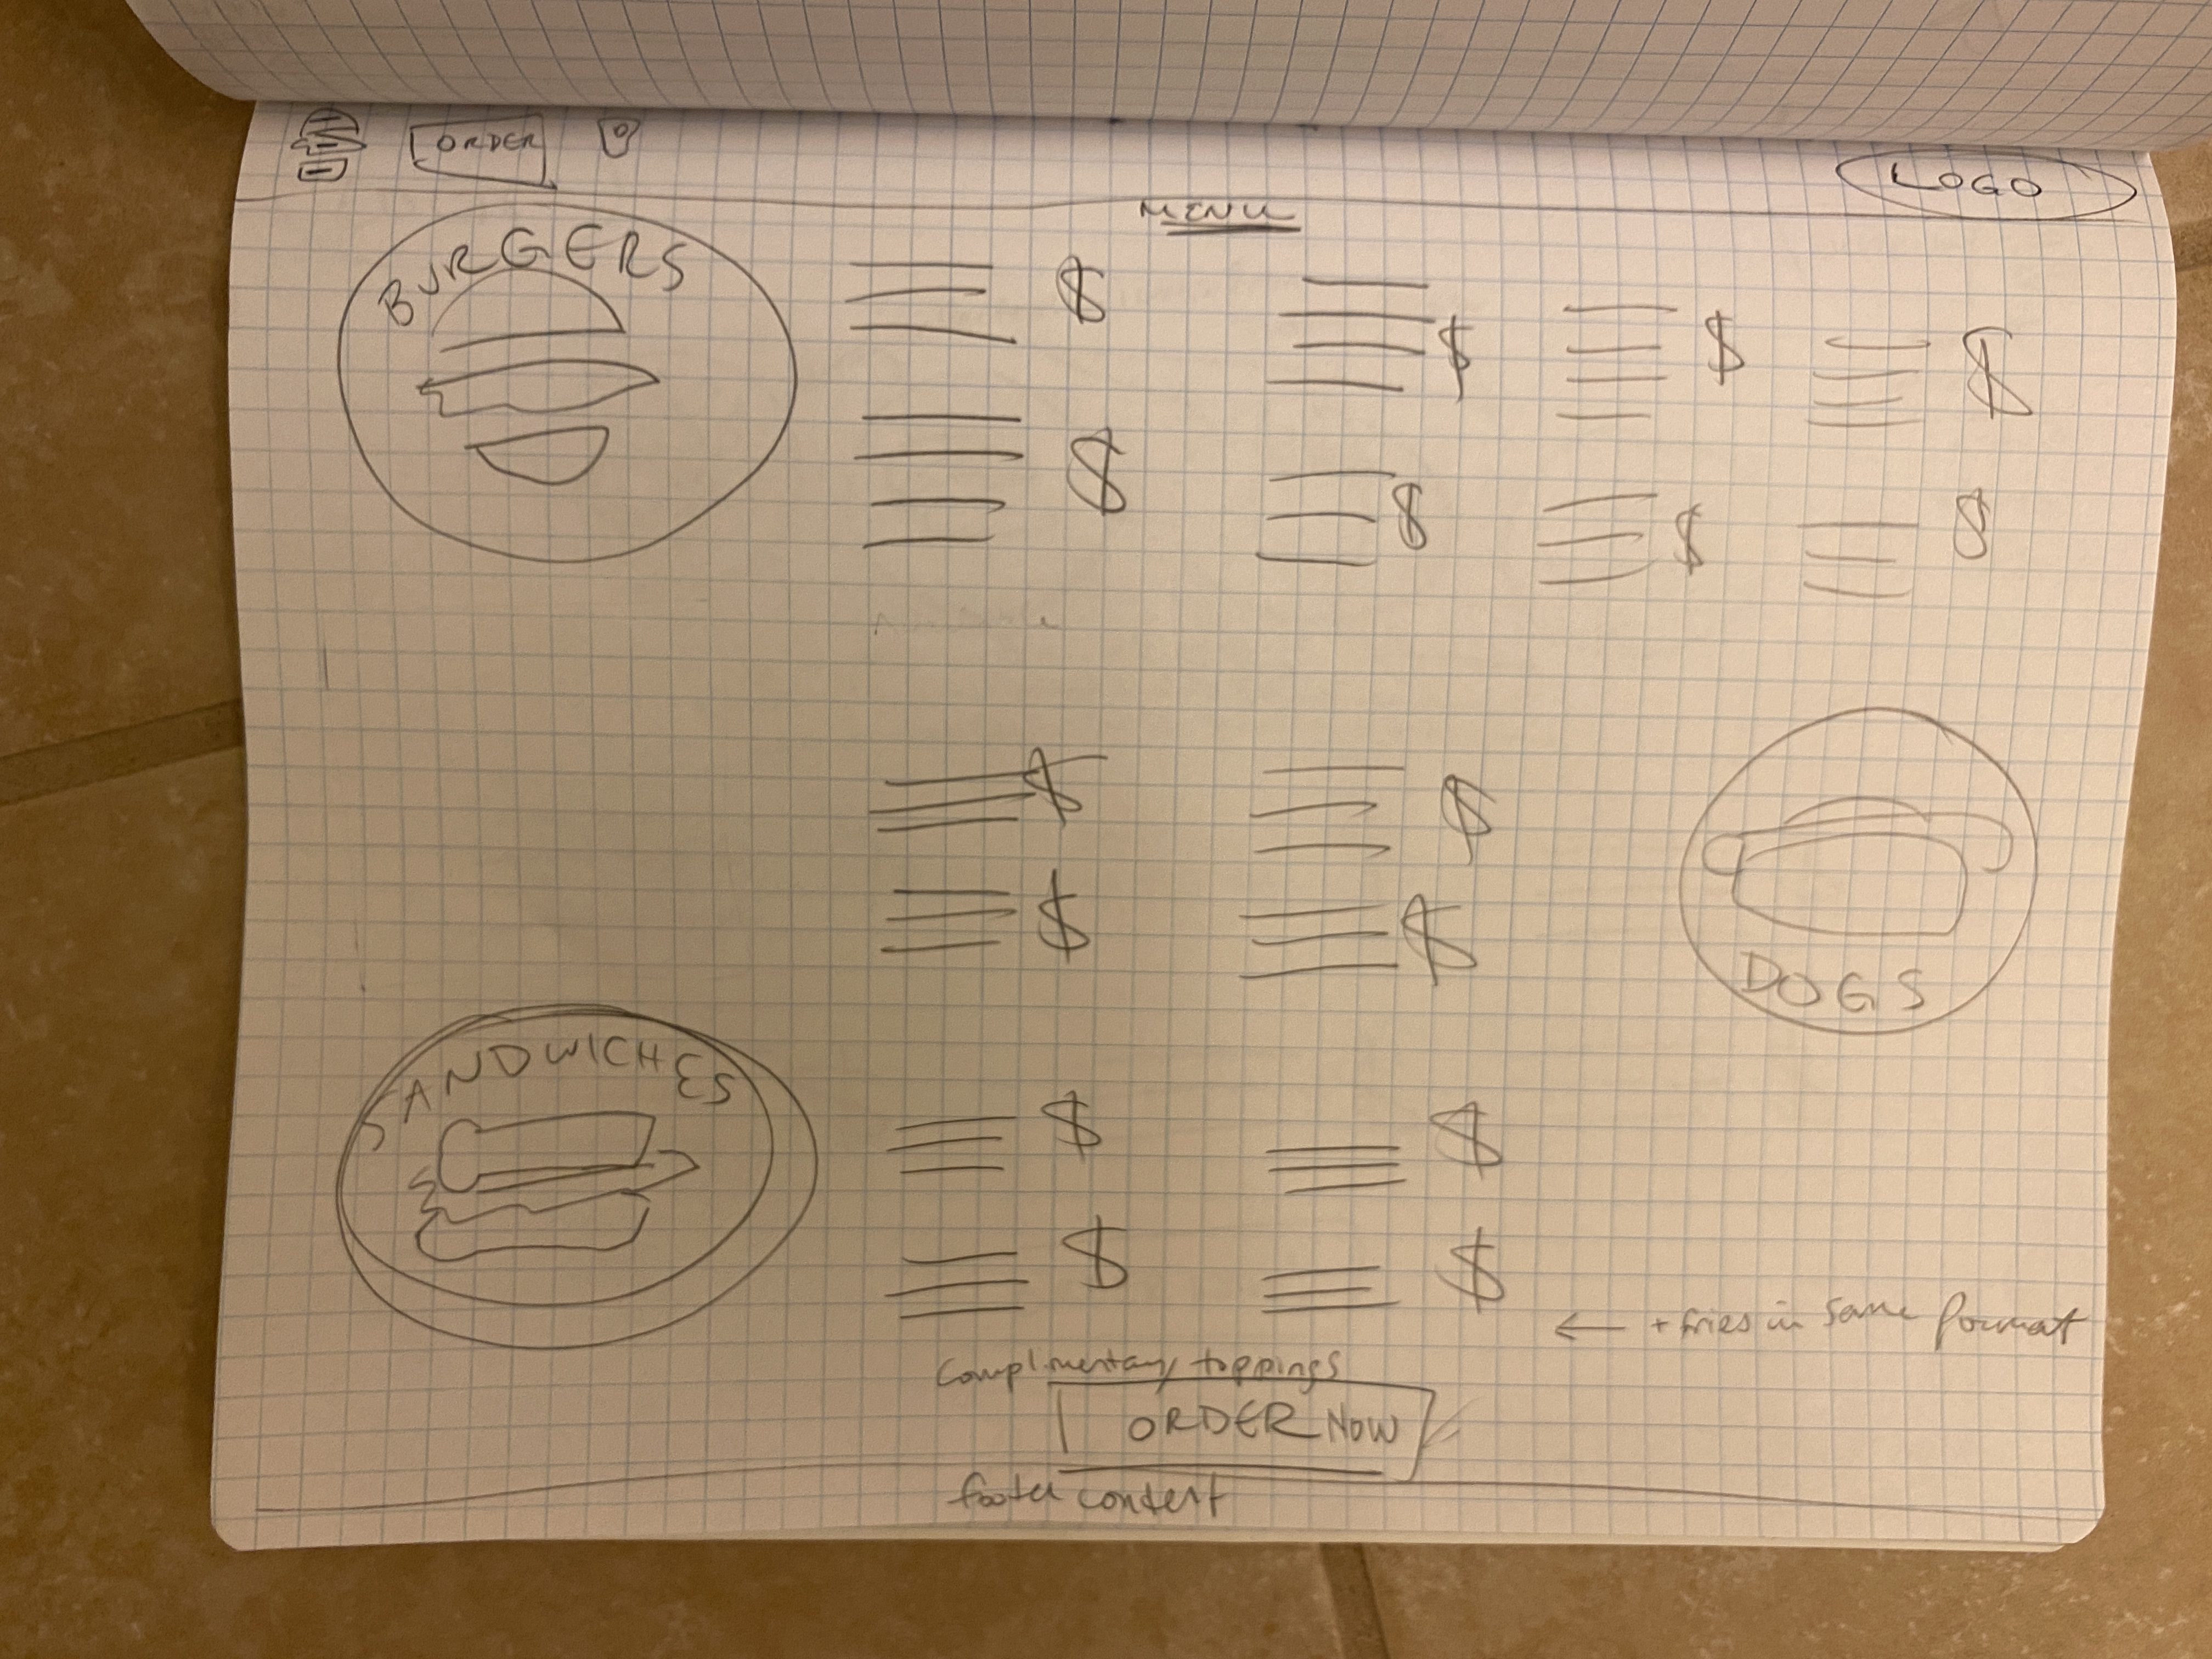 ORDER
LOGO
MENU
BURGERS
$
$
$
$
$
$
$
$
$
$
$
$
DOGS
SANDWICHES
$
$
$
$
← + fries in same format
Complimentary toppings
ORDER NOW
footer content